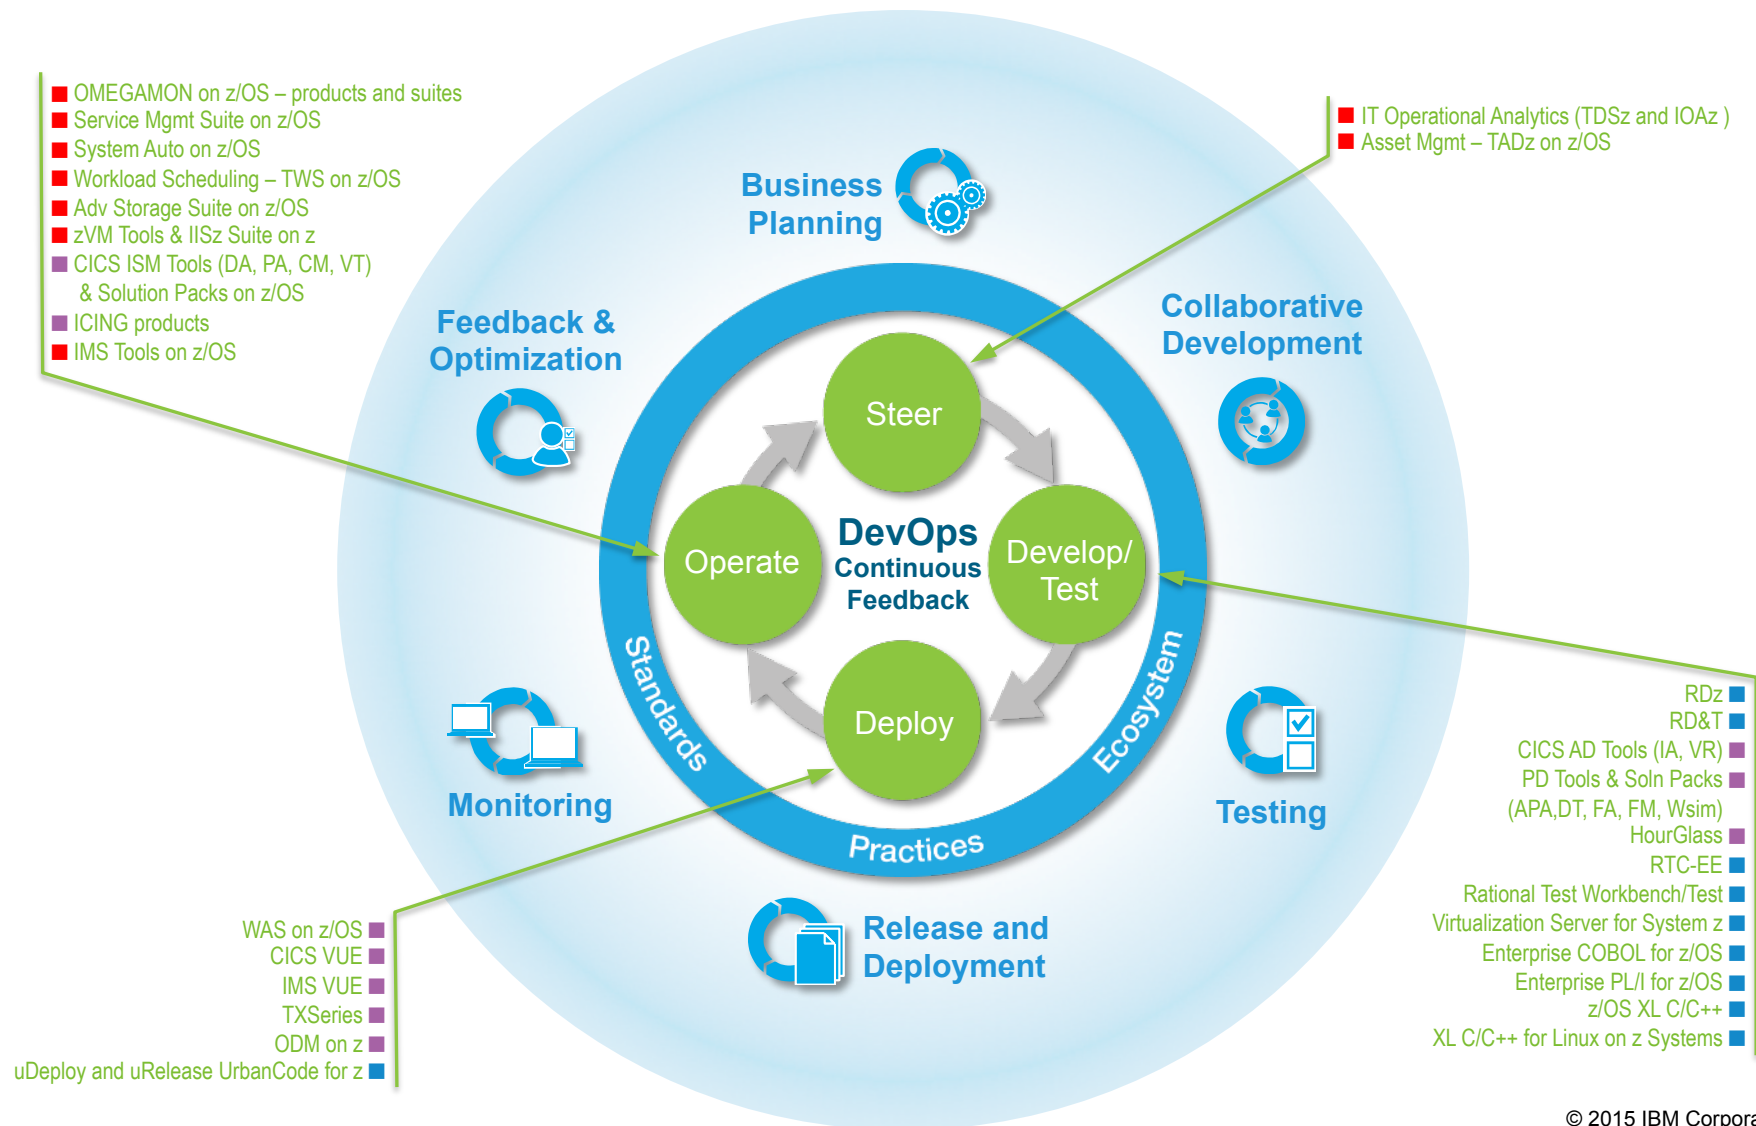 OMEGAMON on z/OS – products and suites
Service Mgmt Suite on z/OS
System Auto on z/OS
Workload Scheduling – TWS on z/OS
Adv Storage Suite on z/OS
zVM Tools & IISz Suite on z
CICS ISM Tools (DA, PA, CM, VT)
& Solution Packs on z/OS
ICING products
IMS Tools on z/OS
IT Operational Analytics (TDSz and IOAz )
Asset Mgmt – TADz on z/OS
Business
Planning
Feedback &
Optimization
Collaborative
Development
Steer
Operate
DevOps
Continuous
Feedback
Develop/
Test
Deploy
Standards
Practices
Ecosystem
Monitoring
Testing
Release and
Deployment
WAS on z/OS
CICS VUE
IMS VUE
TXSeries
ODM on z
uDeploy and uRelease UrbanCode for z
RDz
RD&T
CICS AD Tools (IA, VR)
PD Tools & Soln Packs
(APA,DT, FA, FM, Wsim)
HourGlass
RTC-EE
Rational Test Workbench/Test
Virtualization Server for System z
Enterprise COBOL for z/OS
Enterprise PL/I for z/OS
z/OS XL C/C++
XL C/C++ for Linux on z Systems
© 2015 IBM Corpora